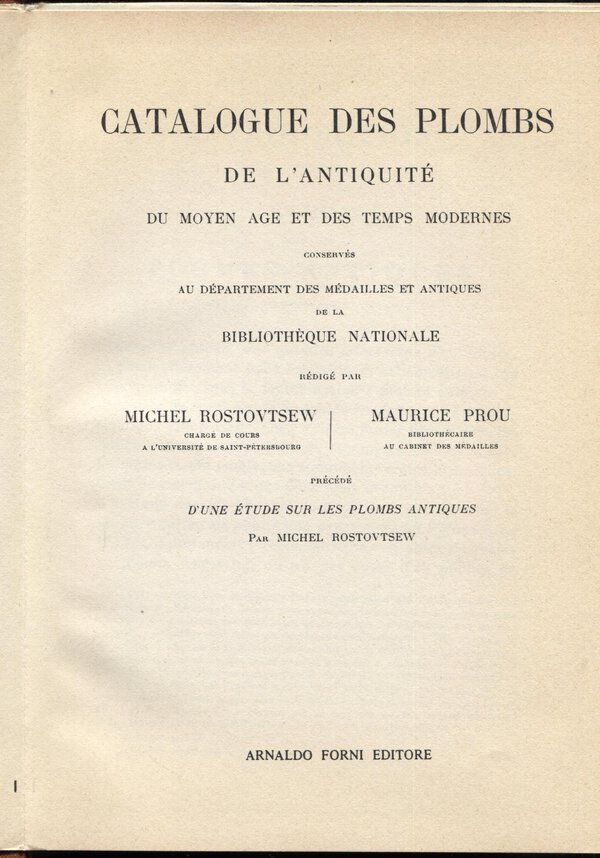 CATALOGUE DES PLOMBS
DE L'ANTIQUITÉ
DU MOYEN AGE ET DES TEMPS MODERNES
CONSERVÉS
AU DÉPARTEMENT DES MÉDAILLES ET ANTIQUES
DE LA
BIBLIOTHÈQUE NATIONALE
RÉDIGÉ PAR
MICHEL ROSTOVTSEW
CHARGE DE COURS
A L'UNIVERSITÉ DE SAINT-PÉTERSBOURG
MAURICE PROU
BIBLIOTHÉCAIRE
AU CABINET DES MÉDAILLES
PRÉCÉDÉ
D'UNE ÉTUDE SUR LES PLOMBS ANTIQUES
PAR MICHEL ROSTOVTSEW
ARNALDO FORNI EDITORE